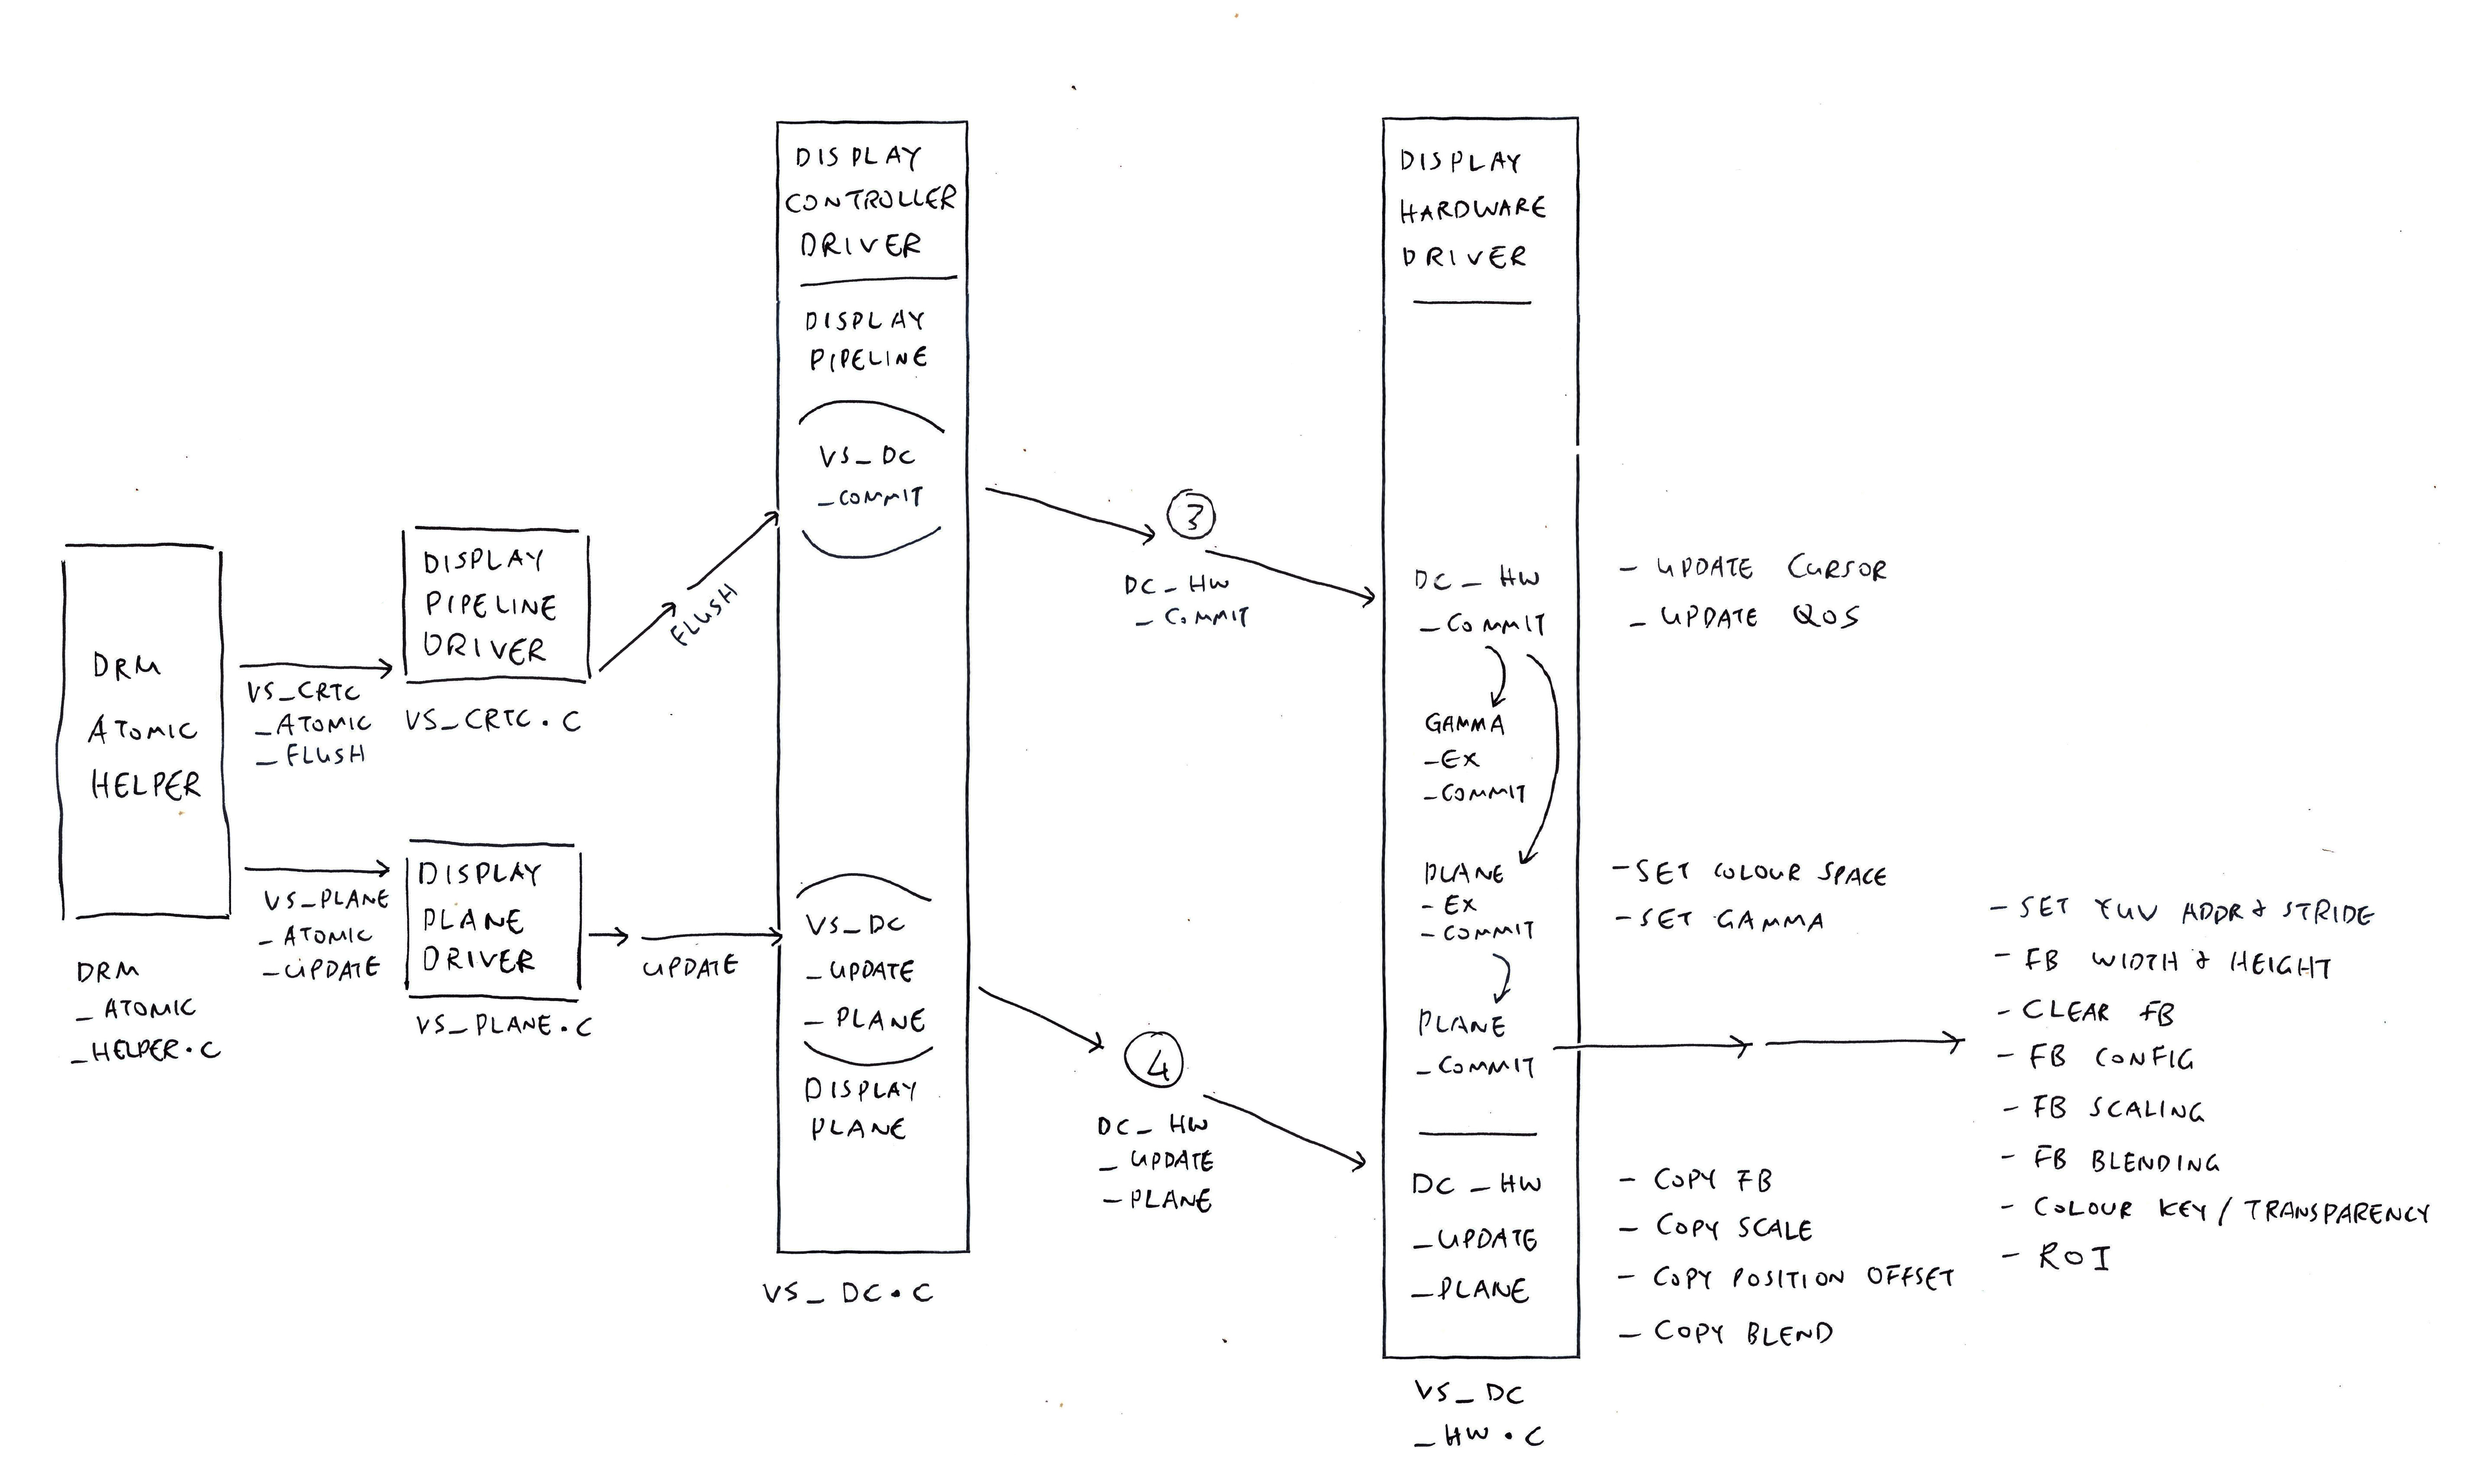 DRM
ATOMIC
HELPER
DRM
_ATOMIC
_HELPER.C
VS_CRTC
_ATOMIC
_FLUSH
VS_PLANE
_ATOMIC
_UPDATE
DISPLAY
PIPELINE
DRIVER
VS_CRTC.C
DISPLAY
PLANE
DRIVER
VS_PLANE.C
FLUSH
UPDATE
DISPLAY
CONTROLLER
DRIVER
DISPLAY
PIPELINE
VS_DC
_COMMIT
VS_DC
_UPDATE
_PLANE
DISPLAY
PLANE
VS_DC.C
3
DC_HW
_COMMIT
4
DC_HW
_UPDATE
_PLANE
DISPLAY
HARDWARE
DRIVER
DC_HW
_COMMIT
GAMMA
_EX
_COMMIT
PLANE
_EX
_COMMIT
PLANE
_COMMIT
DC_HW
_UPDATE
_PLANE
VS_DC
_HW.C
- UPDATE CURSOR
- UPDATE QOS
- SET COLOUR SPACE
- SET GAMMA
- COPY FB
- COPY SCALE
- COPY POSITION OFFSET
- COPY BLEND
- SET YUV ADDR & STRIDE
- FB WIDTH & HEIGHT
- CLEAR FB
- FB CONFIG
- FB SCALING
- FB BLENDING
- COLOUR KEY / TRANSPARENCY
- ROI